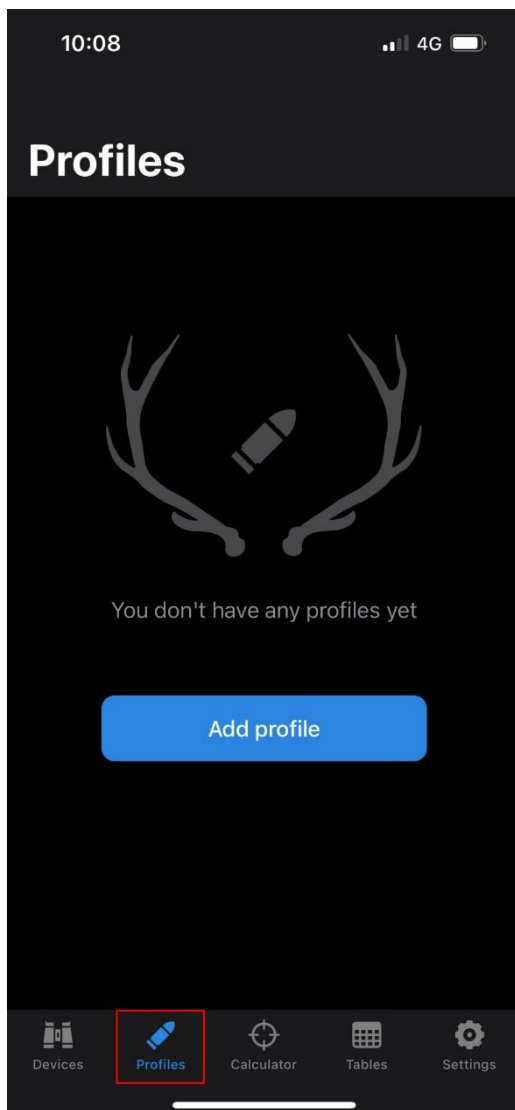 10:08 4G
Profiles
You don't have any profiles yet
Add profile
Devices Profiles Calculator Tables Settings